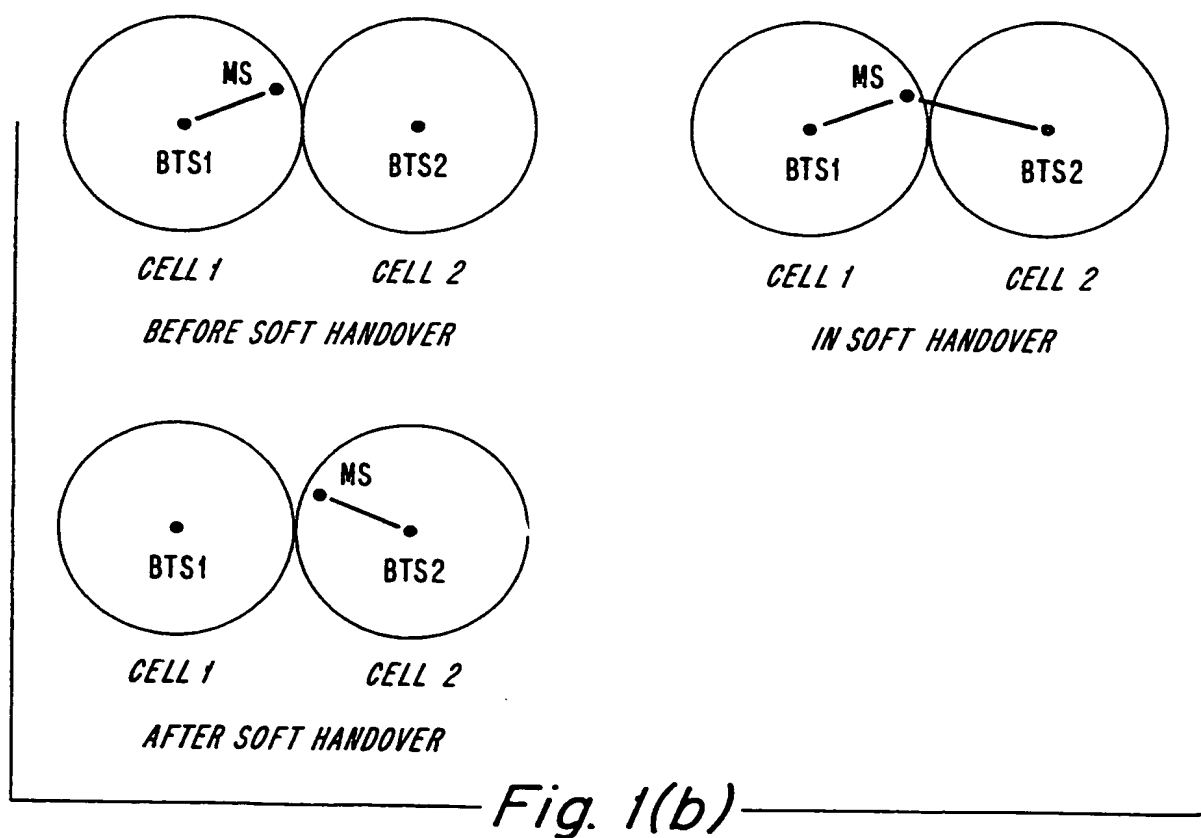 MS
BTS1
BTS2
CELL 1
CELL 2
BEFORE SOFT HANDOVER
MS
BTS1
BTS2
CELL 1
CELL 2
IN SOFT HANDOVER
MS
BTS1
BTS2
CELL 1
CELL 2
AFTER SOFT HANDOVER
Fig. 1(b)